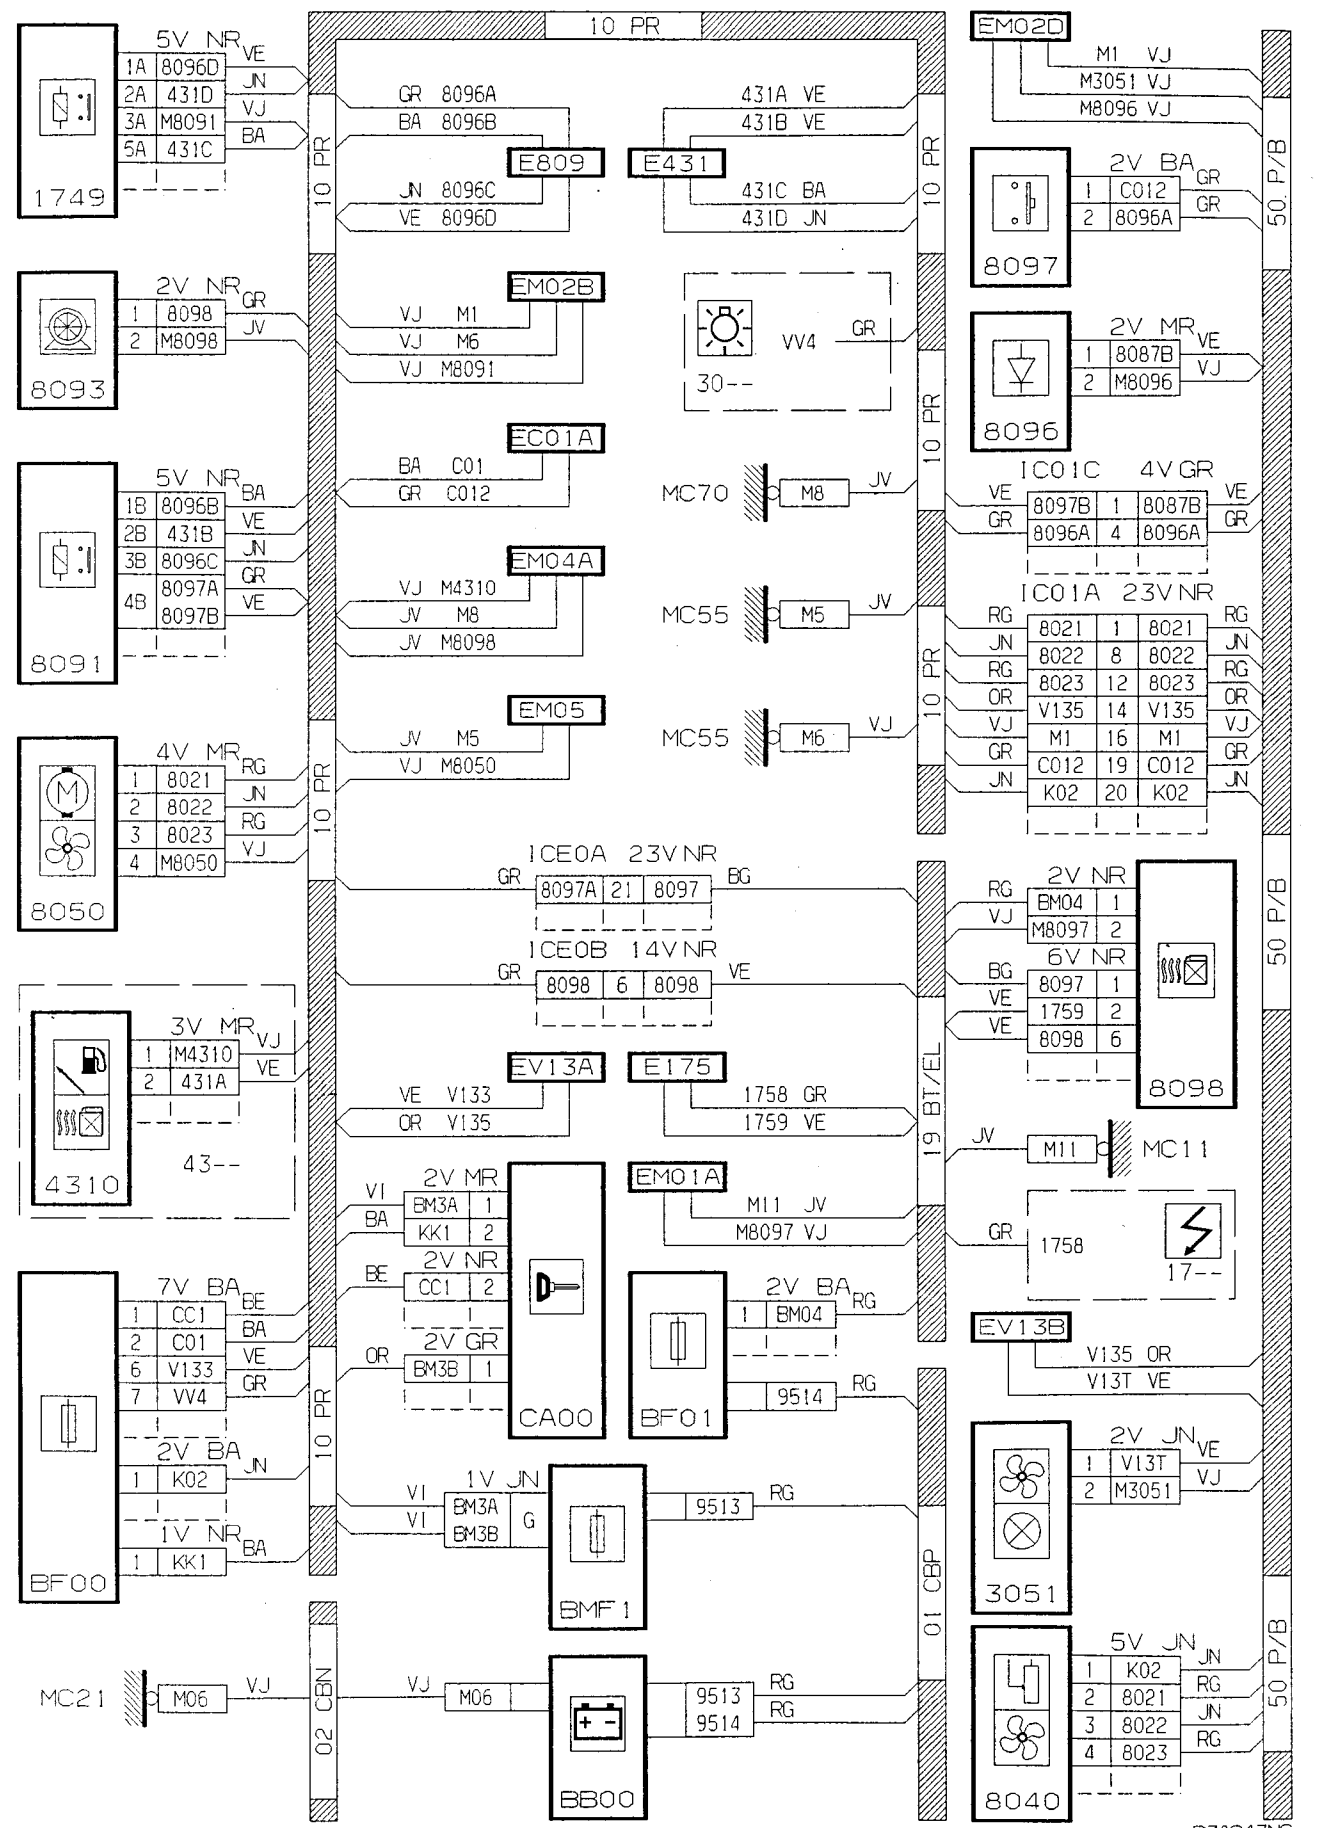 10 PR
5V NR
1A 8096D VE
2A 431D JN
3A M8091 VJ
5A 431C BA
1749
2V NR
1 8098 GR
2 M8098 JV
8093
5V NR
1B 8096B BA
2B 431B VE
3B 8096C JN
4B 8097A GR
8097B VE
8091
4V MR
1 8021 RG
2 8022 JN
3 8023 RG
4 M8050 VJ
8050
3V MR
1 M4310 VJ
2 431A VE
4310
43--
7V BA
1 CC1 BE
2 C01 BA
6 V133 VE
7 VV4 GR
2V BA
1 K02 JN
1V NR
1 KK1 BA
BF00
MC21 M06 VJ
10 PR
10 PR
10 PR
02 CBN
GR 8096A
BA 8096B
E809
JN 8096C
VE 8096D
EM02B
VJ M1
VJ M6
VJ M8091
EC01A
BA C01
GR C012
EM04A
VJ M4310
JV M8
JV M8098
EM05
JV M5
VJ M8050
ICE0A 23V NR
GR 8097A 21 8097 BG
ICE0B 14V NR
GR 8098 6 8098 VE
EV13A
VE V133
OR V135
2V MR
VI BM3A 1
BA KK1 2
2V NR
BE CC1 2
2V GR
OR BM3B 1
CA00
1V JN
VI BM3A G
VI BM3B
9513 RG
BMF1
VJ M06
9513 RG
9514 RG
BB00
431A VE
431B VE
E431
431C BA
431D JN
VV4 GR
30--
MC70 M8 JV
MC55 M5 JV
MC55 M6 VJ
E175
1758 GR
1759 VE
EM01A
M11 JV
M8097 VJ
2V BA
1 BM04 RG
9514 RG
BF01
10 PR
10 PR
10 PR
19 BT/EL
01 CBP
EM02D
M1 VJ
M3051 VJ
M8096 VJ
2V BA
1 C012 GR
2 8096A GR
8097
2V MR
1 8087B VE
2 M8096 VJ
8096
IC01C 4V GR
VE 8097B 1 8087B VE
GR 8096A 4 8096A GR
IC01A 23V NR
RG 8021 1 8021 RG
JN 8022 8 8022 JN
RG 8023 12 8023 RG
OR V135 14 V135 OR
VJ M1 16 M1 VJ
GR C012 19 C012 GR
JN K02 20 K02 JN
2V NR
RG BM04 1
VJ M8097 2
6V NR
BG 8097 1
VE 1759 2
VE 8098 6
8098
JV M11 MC11
GR 1758
17--
EV13B
V135 OR
V13T VE
2V JN
1 V13T VE
2 M3051 VJ
3051
5V JN
1 K02 JN
2 8021 RG
3 8022 JN
4 8023 RG
8040
50. P/B
50 P/B
50 P/B